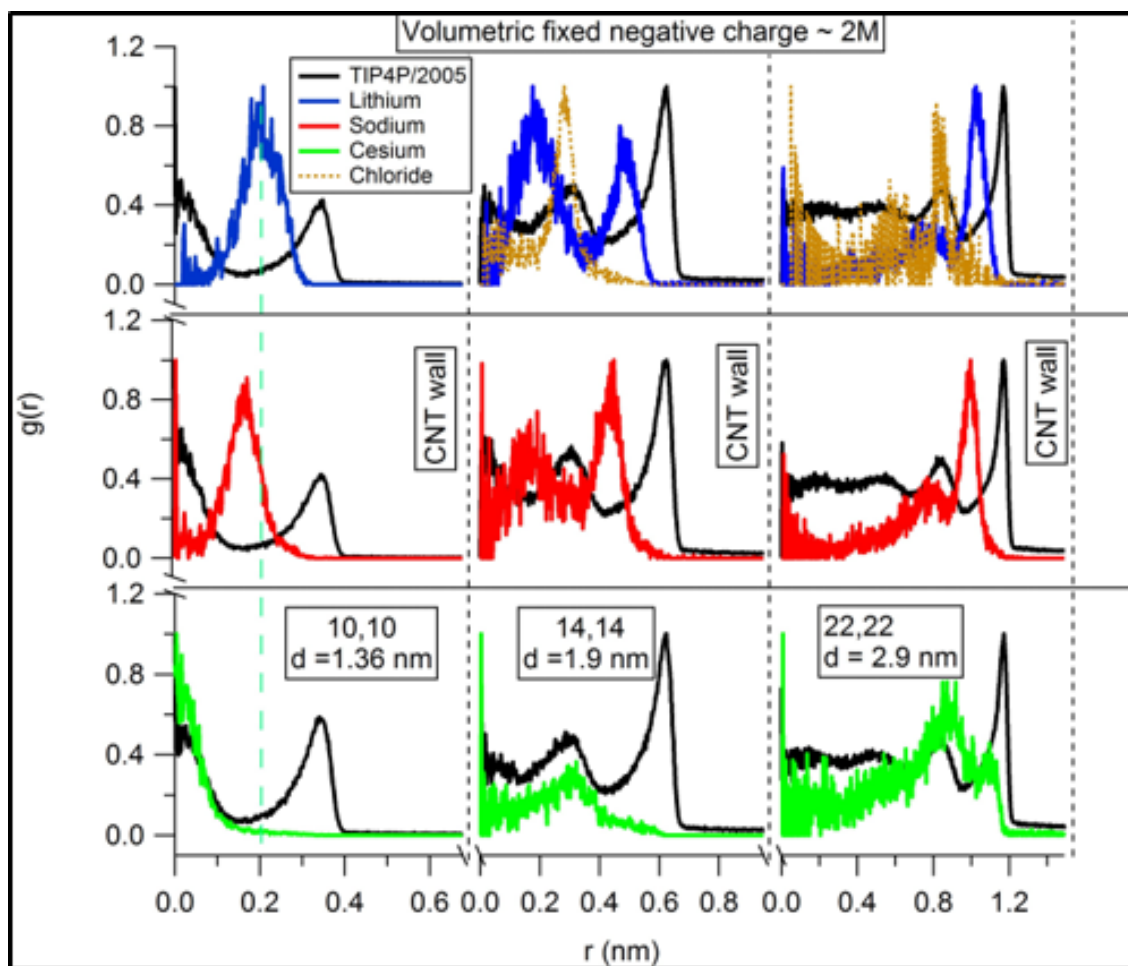 Volumetric fixed negative charge ~ 2M
1.2
0.8
0.4
0.0
TIP4P/2005
Lithium
Sodium
Cesium
Chloride
1.2
0.8
0.4
0.0
g(r)
CNT wall
CNT wall
CNT wall
1.2
0.8
0.4
0.0
10,10
d =1.36 nm
14,14
d = 1.9 nm
22,22
d = 2.9 nm
0.0 0.2 0.4 0.6 0.0 0.2 0.4 0.6 0.8 0.0 0.4 0.8 1.2
r (nm)